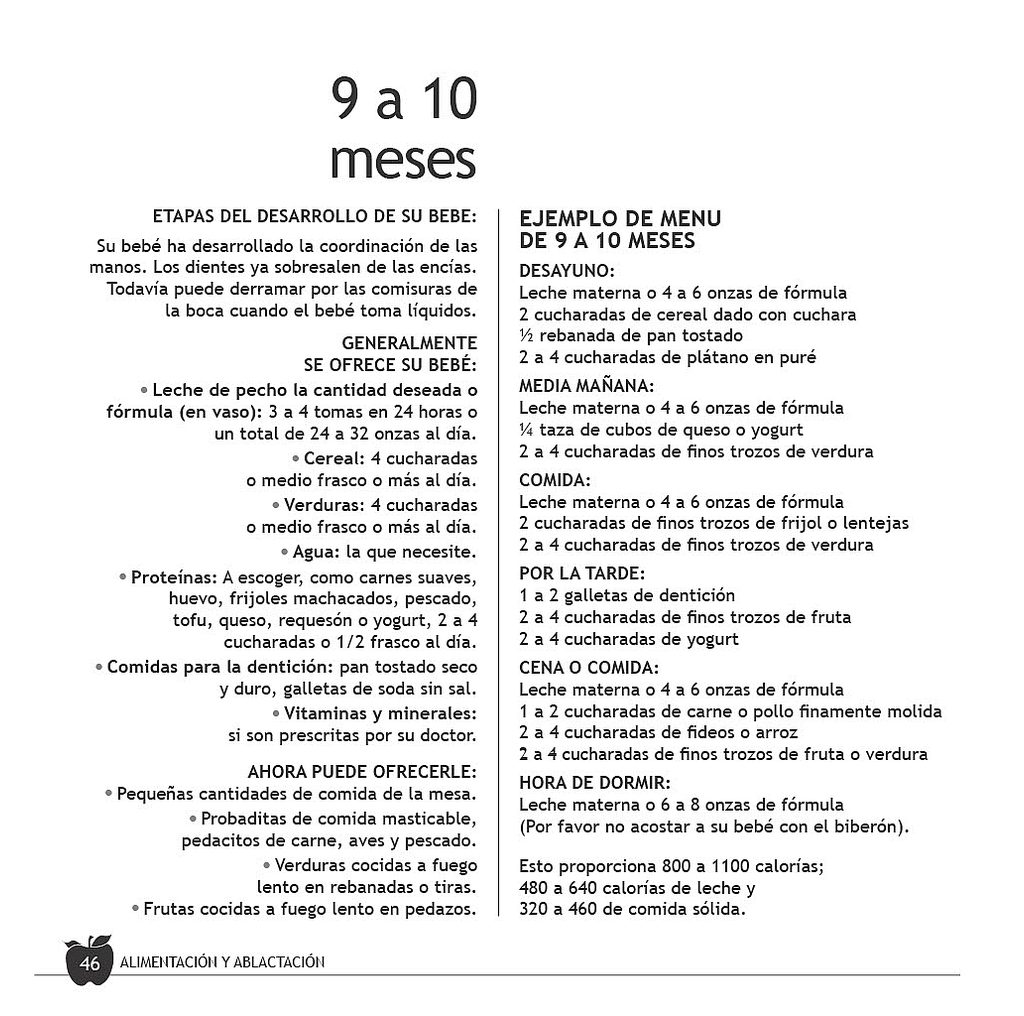 9 a 10
meses
ETAPAS DEL DESARROLLO DE SU BEBE:
Su bebé ha desarrollado la coordinación de las
manos. Los dientes ya sobresalen de las encías.
Todavía puede derramar por las comisuras de
la boca cuando el bebé toma líquidos.
GENERALMENTE
SE OFRECE SU BEBÉ:
• Leche de pecho la cantidad deseada o
fórmula (en vaso): 3 a 4 tomas en 24 horas o
un total de 24 a 32 onzas al día.
• Cereal: 4 cucharadas
o medio frasco o más al día.
• Verduras: 4 cucharadas
o medio frasco o más al día.
• Agua: la que necesite.
• Proteínas: A escoger, como carnes suaves,
huevo, frijoles machacados, pescado,
tofu, queso, requesón o yogurt, 2 a 4
cucharadas o 1/2 frasco al día.
• Comidas para la dentición: pan tostado seco
y duro, galletas de soda sin sal.
• Vitaminas y minerales:
si son prescritas por su doctor.
AHORA PUEDE OFRECERLE:
• Pequeñas cantidades de comida de la mesa.
• Probaditas de comida masticable,
pedacitos de carne, aves y pescado.
• Verduras cocidas a fuego
lento en rebanadas o tiras.
• Frutas cocidas a fuego lento en pedazos.
EJEMPLO DE MENU
DE 9 A 10 MESES
DESAYUNO:
Leche materna o 4 a 6 onzas de fórmula
2 cucharadas de cereal dado con cuchara
½ rebanada de pan tostado
2 a 4 cucharadas de plátano en puré
MEDIA MAÑANA:
Leche materna o 4 a 6 onzas de fórmula
¼ taza de cubos de queso o yogurt
2 a 4 cucharadas de finos trozos de verdura
COMIDA:
Leche materna o 4 a 6 onzas de fórmula
2 cucharadas de finos trozos de frijol o lentejas
2 a 4 cucharadas de finos trozos de verdura
POR LA TARDE:
1 a 2 galletas de dentición
2 a 4 cucharadas de finos trozos de fruta
2 a 4 cucharadas de yogurt
CENA O COMIDA:
Leche materna o 4 a 6 onzas de fórmula
1 a 2 cucharadas de carne o pollo finamente molida
2 a 4 cucharadas de fideos o arroz
2 a 4 cucharadas de finos trozos de fruta o verdura
HORA DE DORMIR:
Leche materna o 6 a 8 onzas de fórmula
(Por favor no acostar a su bebé con el biberón).
Esto proporciona 800 a 1100 calorías;
480 a 640 calorías de leche y
320 a 460 de comida sólida.
46 ALIMENTACIÓN Y ABLACTACIÓN